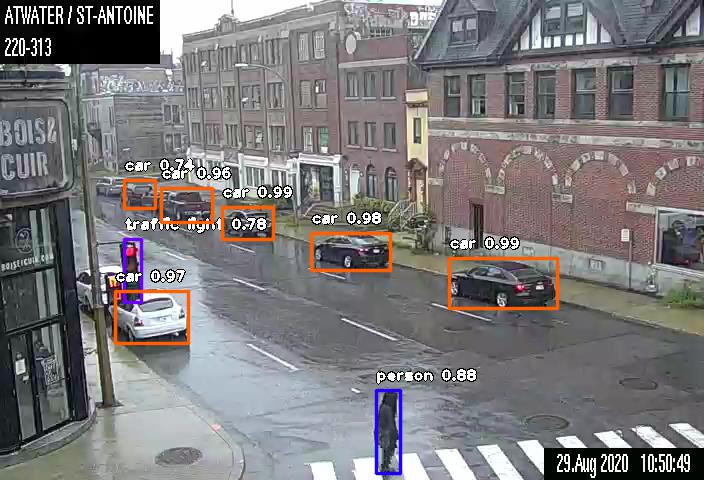 ATWATER / ST-ANTOINE
220-313
BOIS &
CUIR
car 0.74
car 0.96
car 0.99
traffic light 0.78
car 0.98
car 0.99
car 0.97
BOISETCUIR.CA
person 0.88
29.Aug 2020 10:50:49